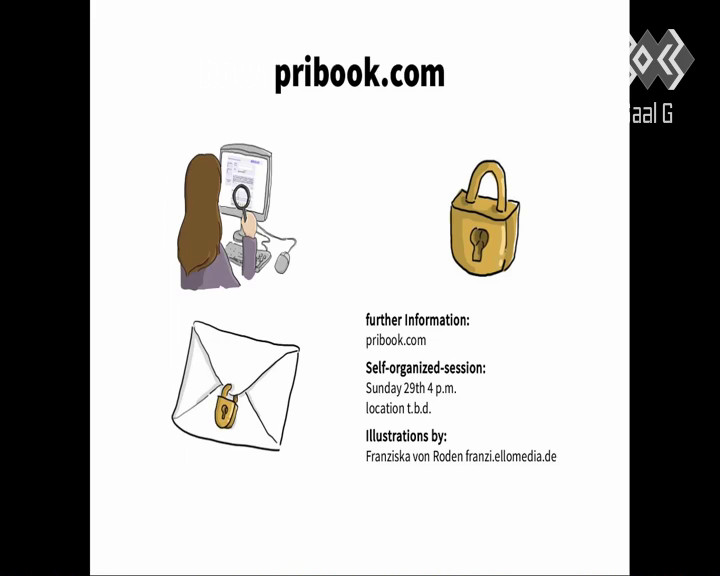 pribook.com
aal G
further Information:
pribook.com
Self-organized-session:
Sunday 29th 4 p.m.
location t.b.d.
Illustrations by:
Franziska von Roden franzi.ellomedia.de